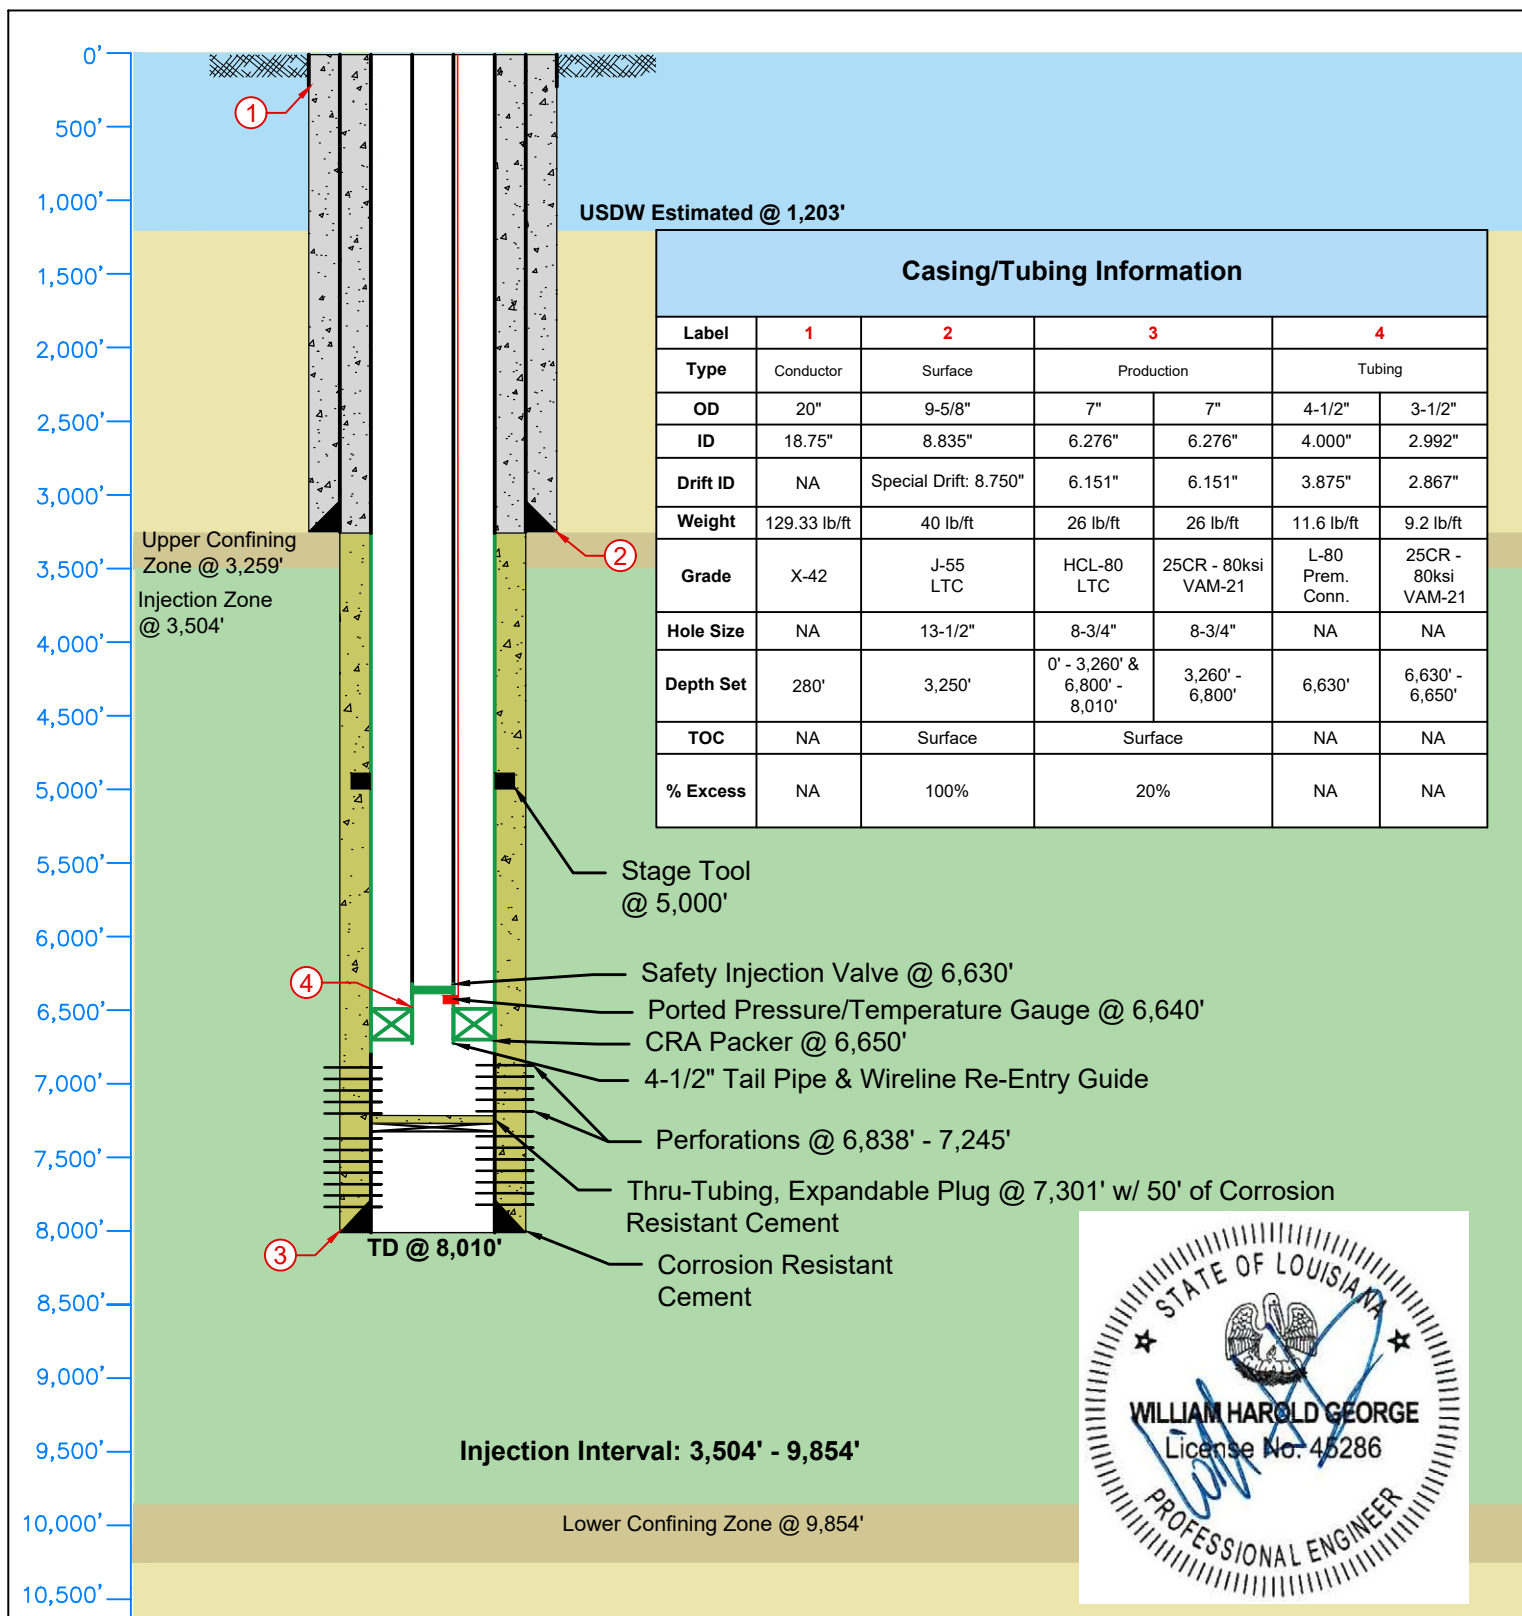 0'
500'
1,000'
1,500'
2,000'
2,500'
3,000'
3,500'
4,000'
4,500'
5,000'
5,500'
6,000'
6,500'
7,000'
7,500'
8,000'
8,500'
9,000'
9,500'
10,000'
10,500'
1
USDW Estimated @ 1,203'
Casing/Tubing Information
Label 1 2 3 4
Type Conductor Surface Production Tubing
OD 20" 9-5/8" 7" 7" 4-1/2" 3-1/2"
ID 18.75" 8.835" 6.276" 6.276" 4.000" 2.992"
Drift ID NA Special Drift: 8.750" 6.151" 6.151" 3.875" 2.867"
Weight 129.33 lb/ft 40 lb/ft 26 lb/ft 26 lb/ft 11.6 lb/ft 9.2 lb/ft
Grade X-42 J-55 LTC HCL-80 LTC 25CR - 80ksi VAM-21 L-80 Prem. Conn. 25CR - 80ksi VAM-21
Hole Size NA 13-1/2" 8-3/4" 8-3/4" NA NA
Depth Set 280' 3,250' 0' - 3,260' & 6,800' - 8,010' 3,260' - 6,800' 6,630' 6,630' - 6,650'
TOC NA Surface Surface NA NA
% Excess NA 100% 20% NA NA
Upper Confining
Zone @ 3,259'
2
Injection Zone
@ 3,504'
Stage Tool
@ 5,000'
4
Safety Injection Valve @ 6,630'
Ported Pressure/Temperature Gauge @ 6,640'
CRA Packer @ 6,650'
4-1/2" Tail Pipe & Wireline Re-Entry Guide
Perforations @ 6,838' - 7,245'
Thru-Tubing, Expandable Plug @ 7,301' w/ 50' of Corrosion
Resistant Cement
3
TD @ 8,010'
Corrosion Resistant
Cement
STATE OF LOUISIANA
WILLIAM HAROLD GEORGE
License No. 45286
PROFESSIONAL ENGINEER
Injection Interval: 3,504' - 9,854'
Lower Confining Zone @ 9,854'